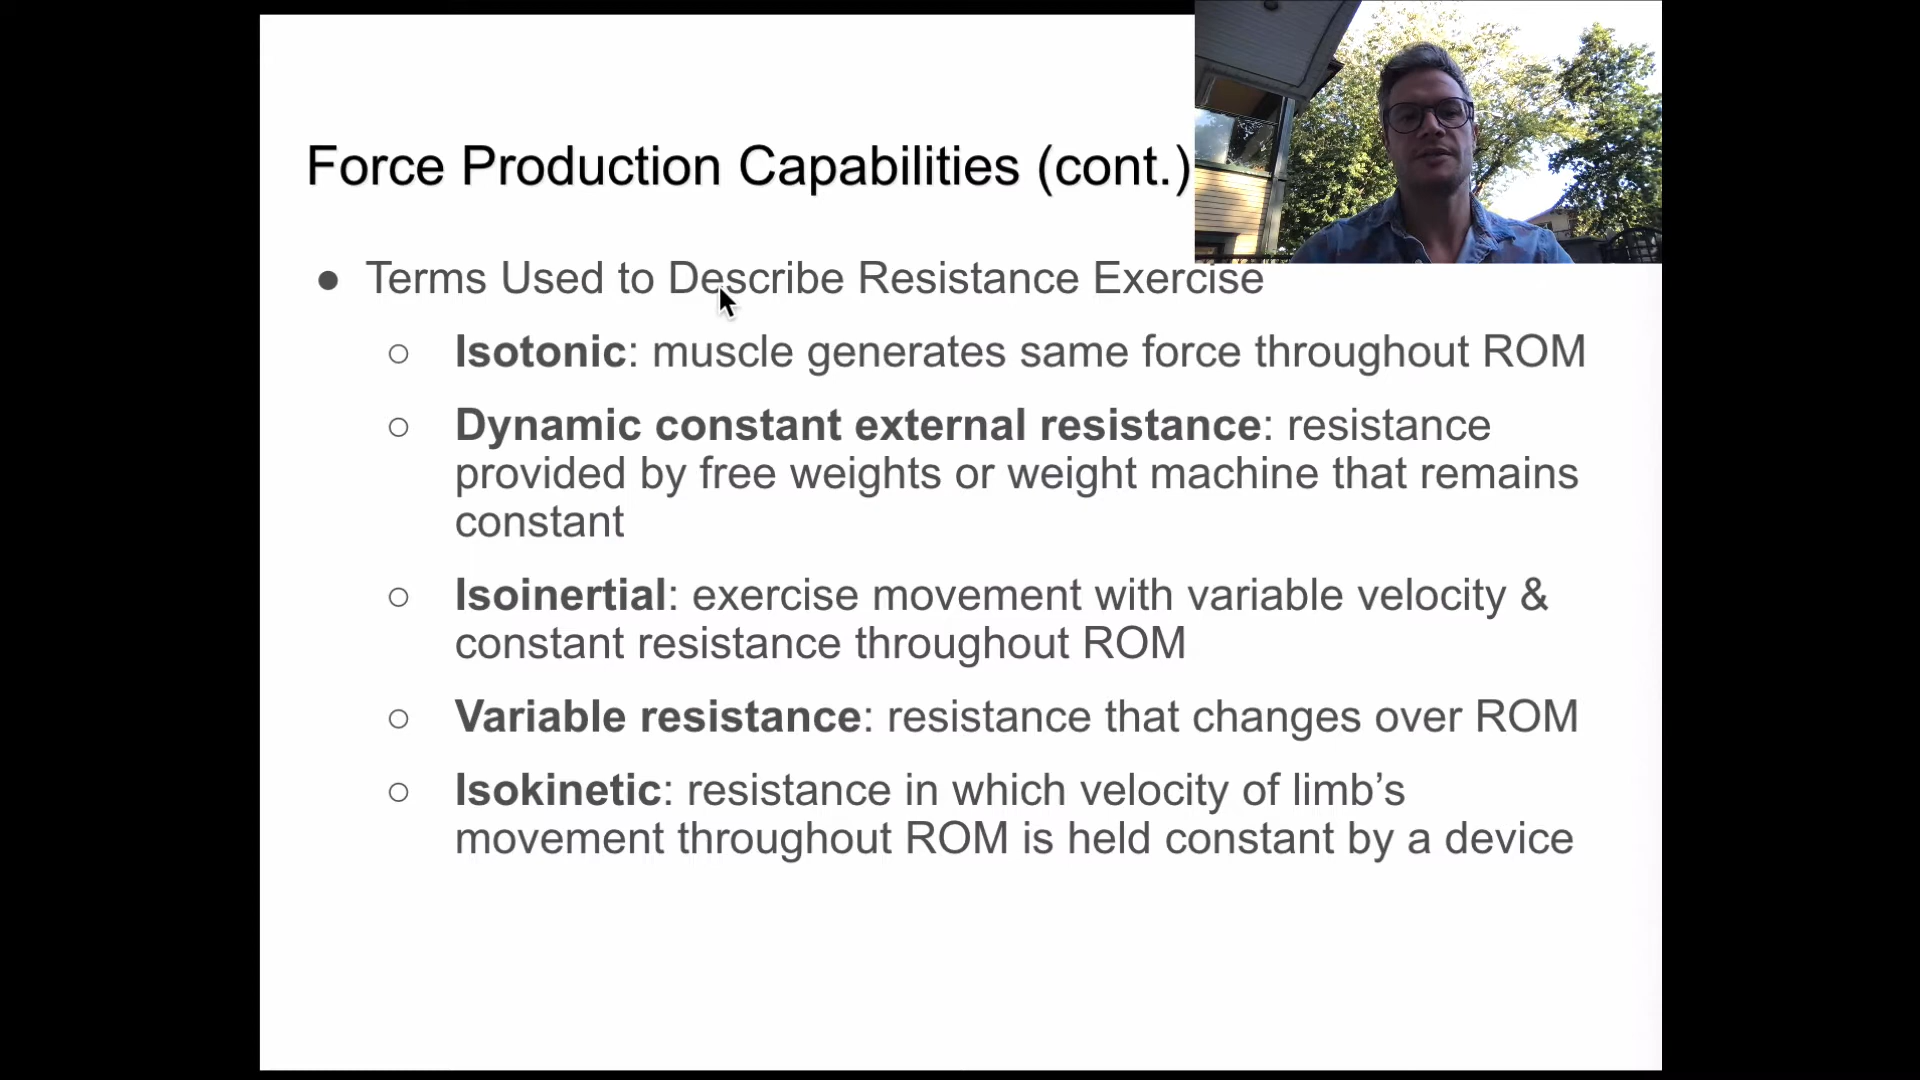 Force Production Capabilities (cont.)
● Terms Used to Describe Resistance Exercise
○ Isotonic: muscle generates same force throughout ROM
○ Dynamic constant external resistance: resistance
provided by free weights or weight machine that remains
constant
○ Isoinertial: exercise movement with variable velocity &
constant resistance throughout ROM
○ Variable resistance: resistance that changes over ROM
○ Isokinetic: resistance in which velocity of limb’s
movement throughout ROM is held constant by a device